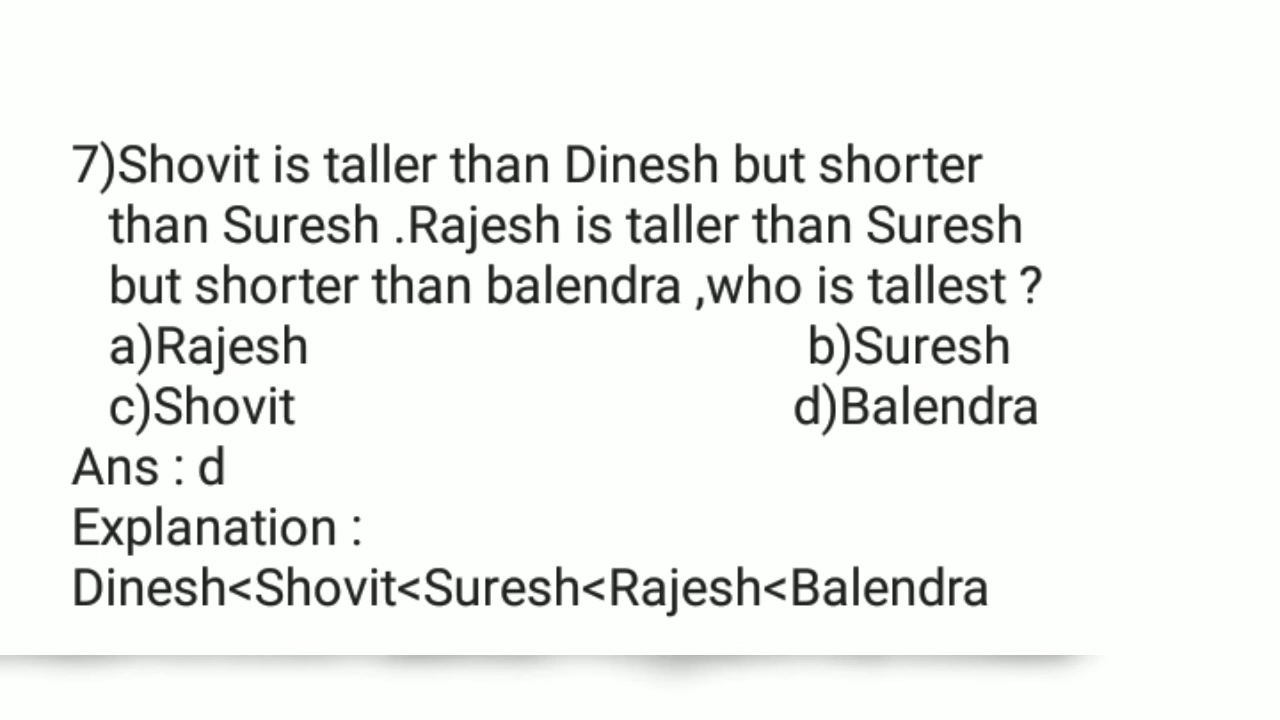 7)Shovit is taller than Dinesh but shorter
than Suresh .Rajesh is taller than Suresh
but shorter than balendra ,who is tallest ?
a)Rajesh b)Suresh
c)Shovit d)Balendra
Ans : d
Explanation :
Dinesh<Shovit<Suresh<Rajesh<Balendra